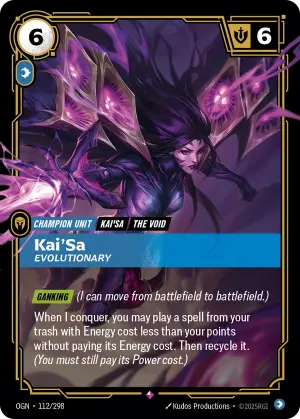 6
6
CHAMPION UNIT KAI'SA THE VOID
Kai'Sa
EVOLUTIONARY
GANKING (I can move from battlefield to battlefield.)
When I conquer, you may play a spell from your
trash with Energy cost less than your points
without paying its Energy cost. Then recycle it.
(You must still pay its Power cost.)
OGN • 112/298
Kudos Productions • ©2025RGI